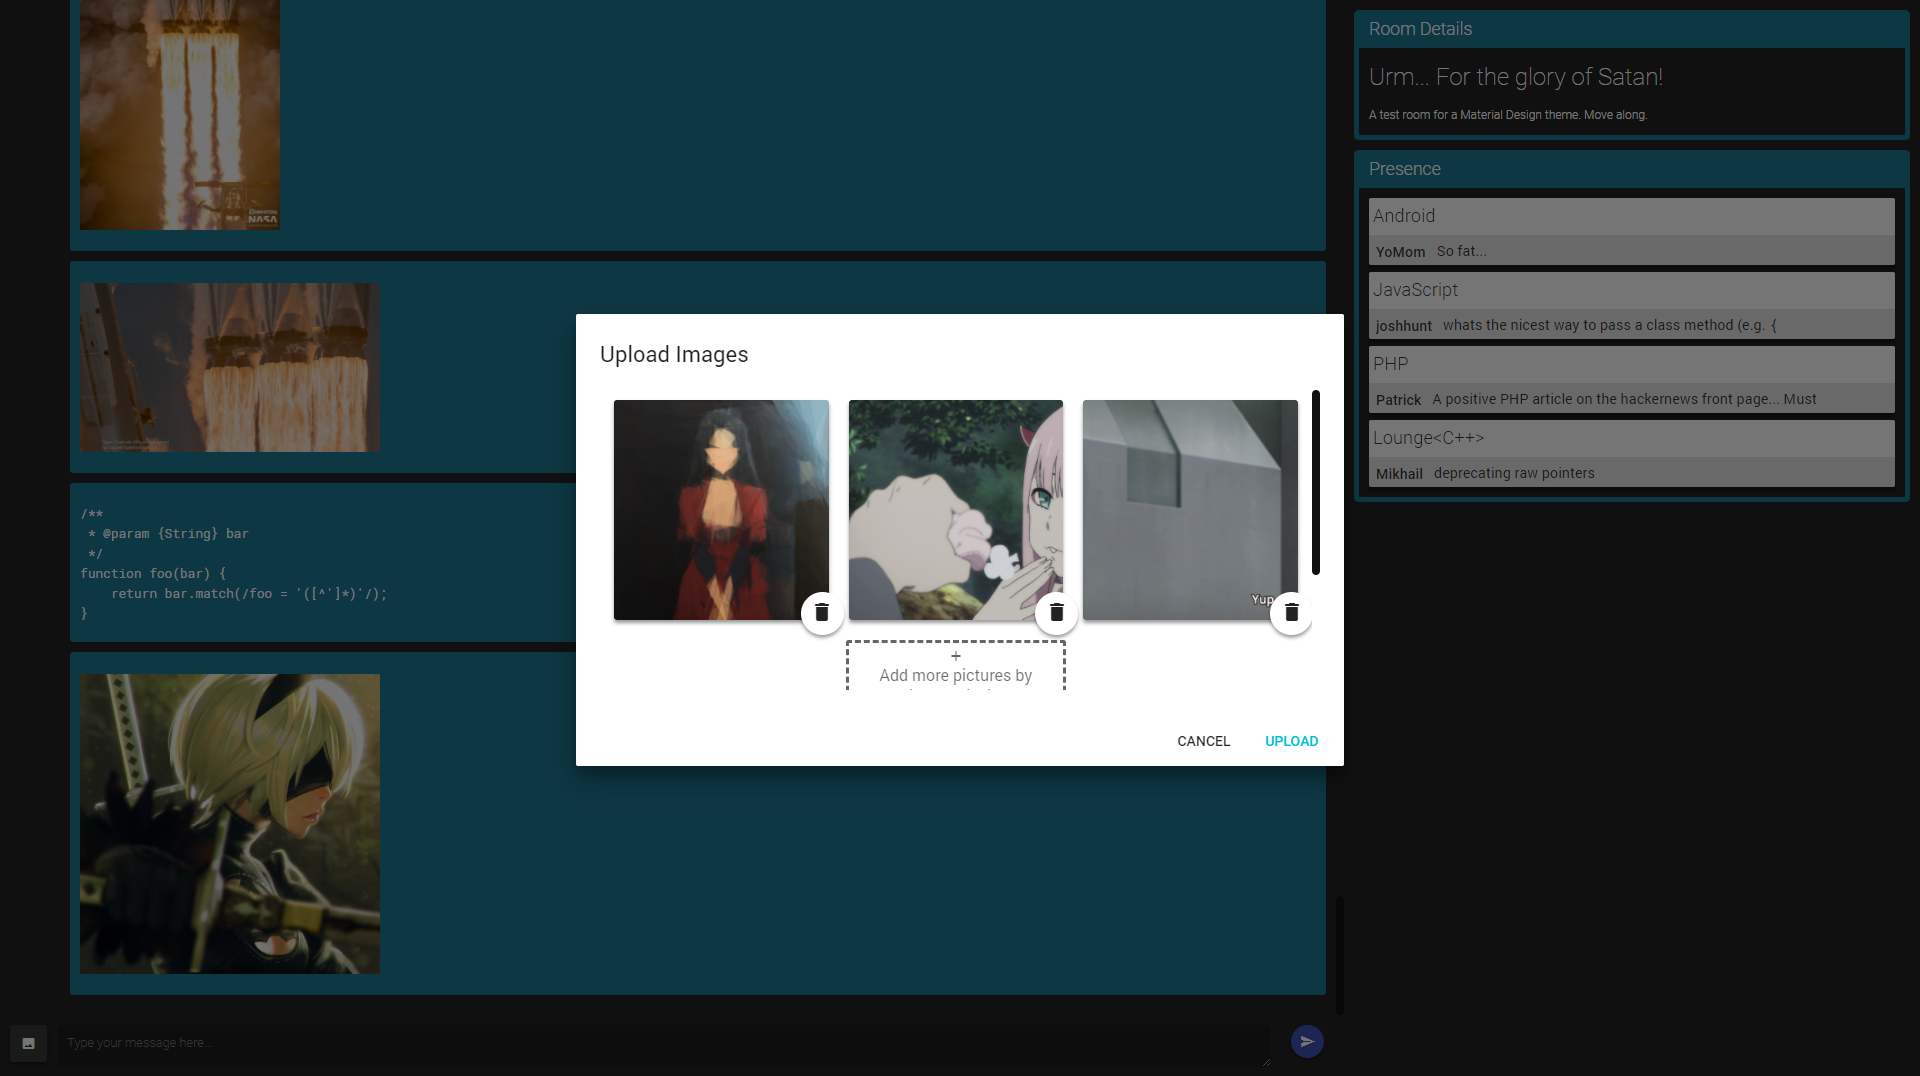 NASA
/**
 * @param {String} bar
 */
function foo(bar) {
    return bar.match(/foo = '([^']*)'/);
}
Type your message here...
Upload Images
Yup
+
Add more pictures by
CANCEL
UPLOAD
Room Details
Urm... For the glory of Satan!
A test room for a Material Design theme. Move along.
Presence
Android
YoMom So fat...
JavaScript
joshhunt whats the nicest way to pass a class method (e.g. {
PHP
Patrick A positive PHP article on the hackernews front page... Must
Lounge<C++>
Mikhail deprecating raw pointers